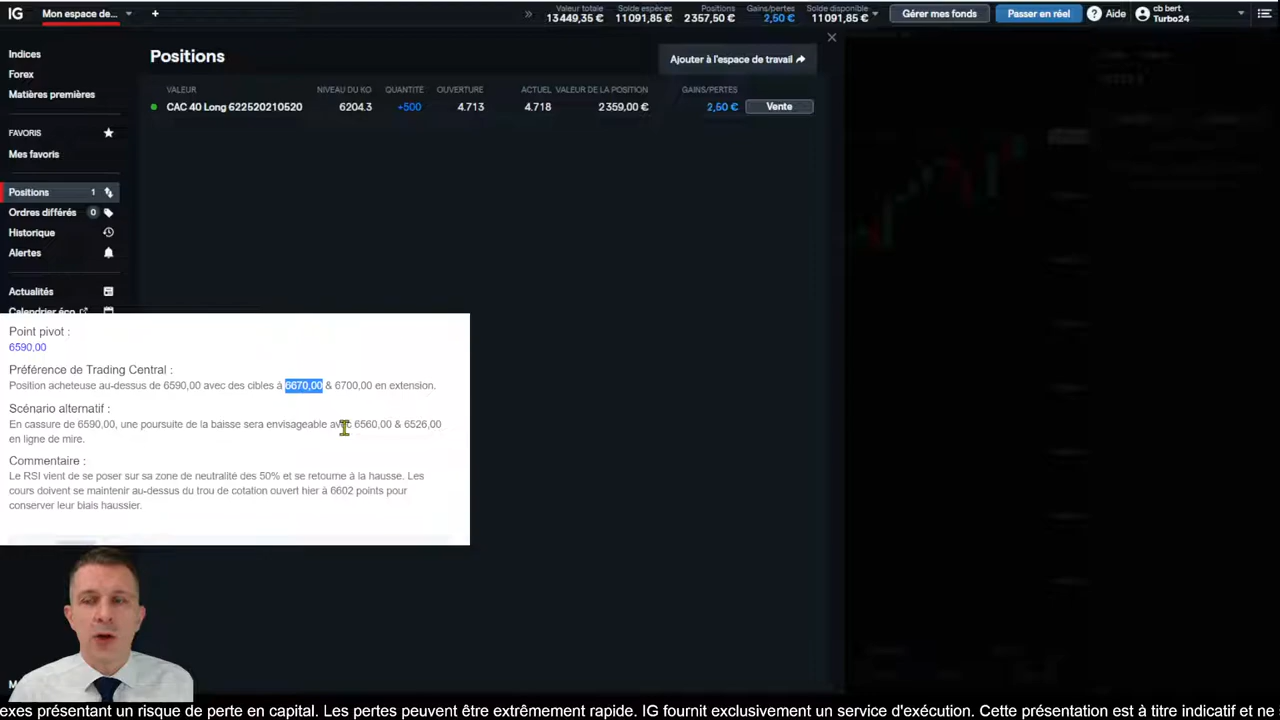 IG Mon espace de... +
» Valeur totale Solde espèces Positions Gains/pertes Solde disponible
13 449,35 € 11 091,85 € 2 357,50 € 2,50 € 11 091,85 €
Gérer mes fonds Passer en réel ? Aide cb bert
Turbo24
Indices
Forex
Matières premières
FAVORIS
Mes favoris
Positions 1
Ordres différés 0
Historique
Alertes
Actualités
Calendrier éco
Positions
Ajouter à l'espace de travail
VALEUR NIVEAU DU KO QUANTITÉ OUVERTURE ACTUEL VALEUR DE LA POSITION GAINS/PERTES
CAC 40 Long 622520210520 6204.3 +500 4.713 4.718 2 359,00 € 2,50 € Vente
Point pivot :
6590,00
Préférence de Trading Central :
Position acheteuse au-dessus de 6590,00 avec des cibles à 6670,00 & 6700,00 en extension.
Scénario alternatif :
En cassure de 6590,00, une poursuite de la baisse sera envisageable avec 6560,00 & 6526,00
en ligne de mire.
Commentaire :
Le RSI vient de se poser sur sa zone de neutralité des 50% et se retourne à la hausse. Les
cours doivent se maintenir au-dessus du trou de cotation ouvert hier à 6602 points pour
conserver leur biais haussier.
exes présentant un risque de perte en capital. Les pertes peuvent être extrêmement rapide. IG fournit exclusivement un service d'exécution. Cette présentation est à titre indicatif et ne